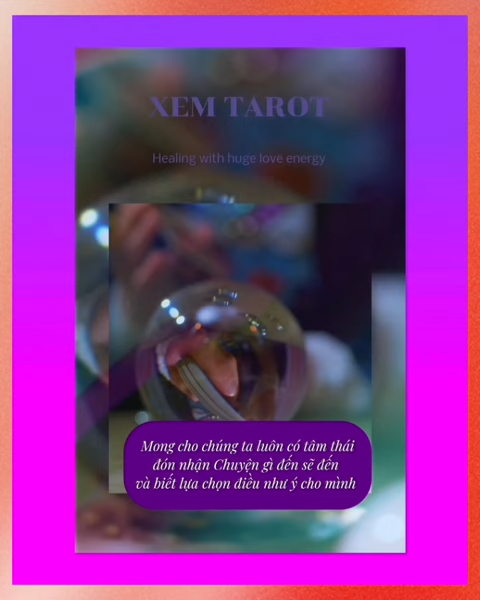 XEM TAROT
Healing with huge love energy
Mong cho chúng ta luôn có tâm thái
đón nhận Chuyện gì đến sẽ đến
và biết lựa chọn điều như ý cho mình